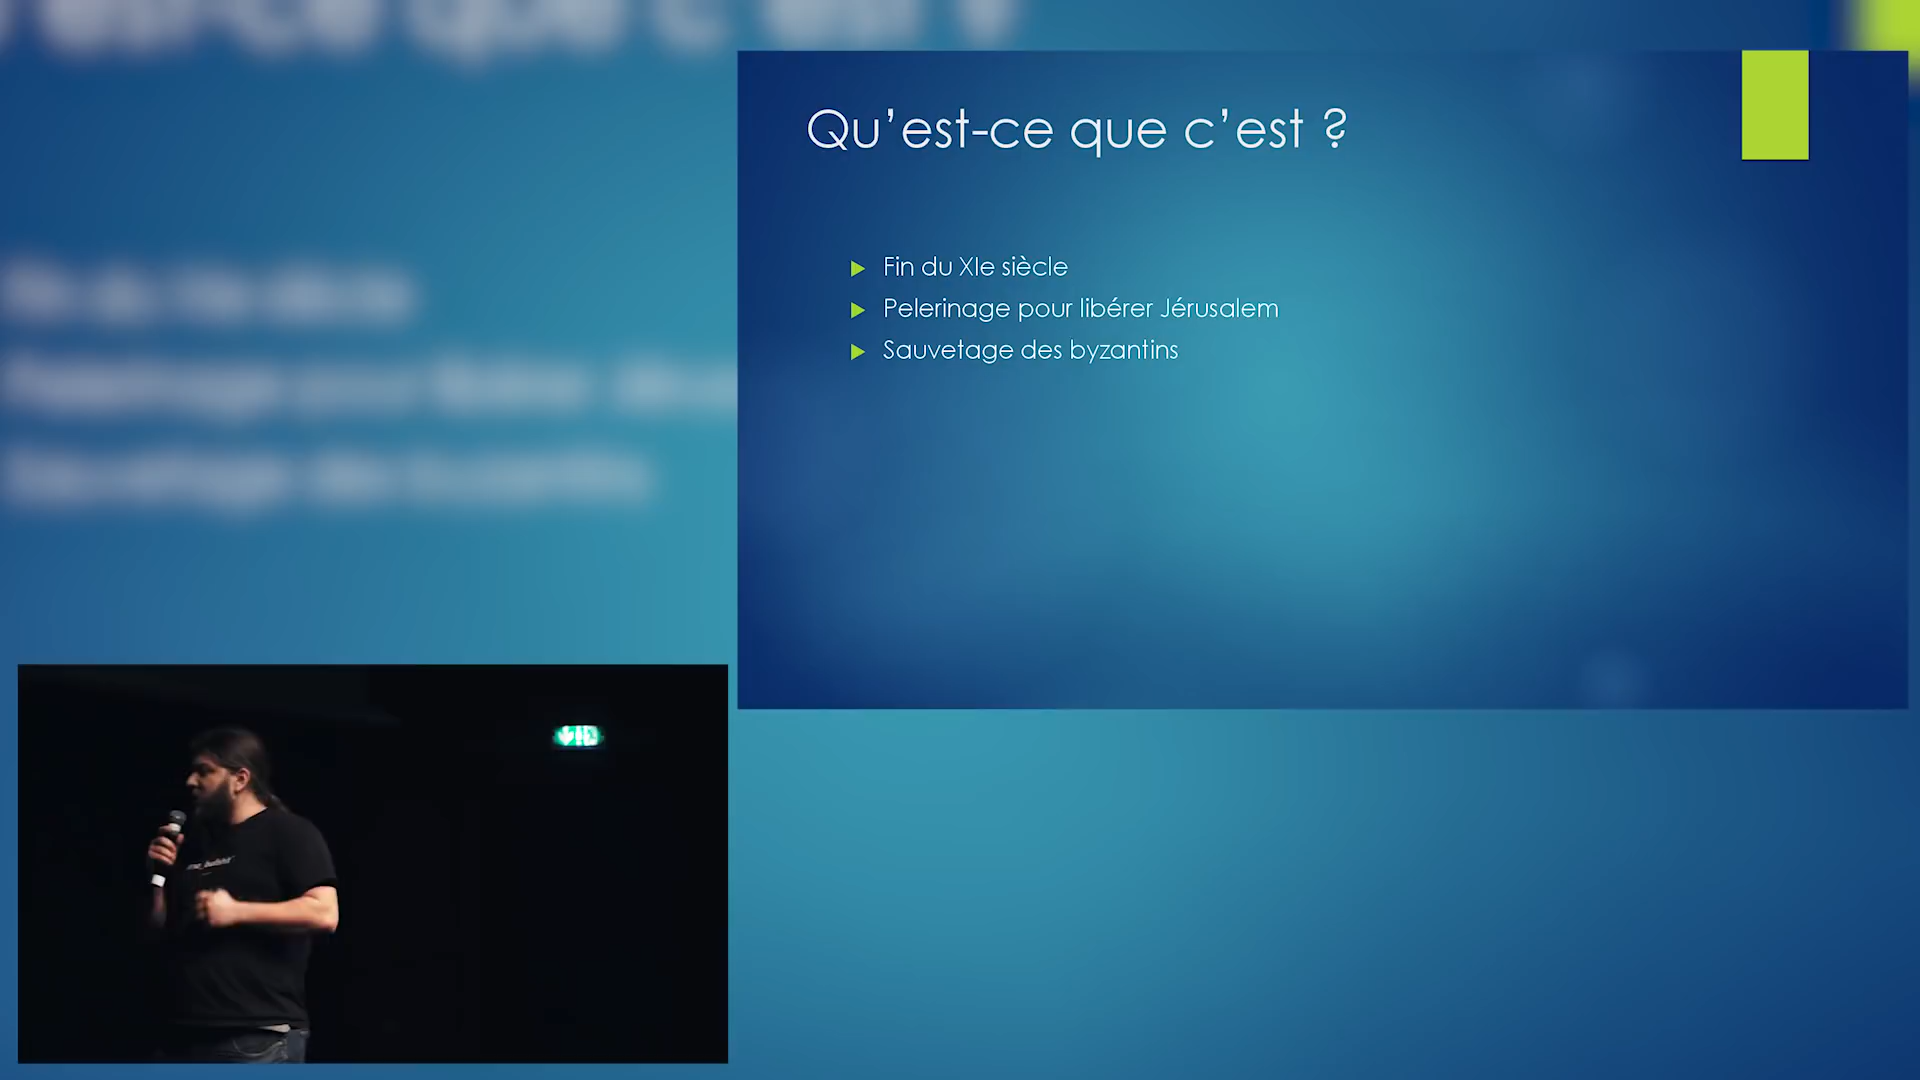 Qu’est-ce que c’est ?
Fin du XIe siècle
Pelerinage pour libérer Jérusalem
Sauvetage des byzantins